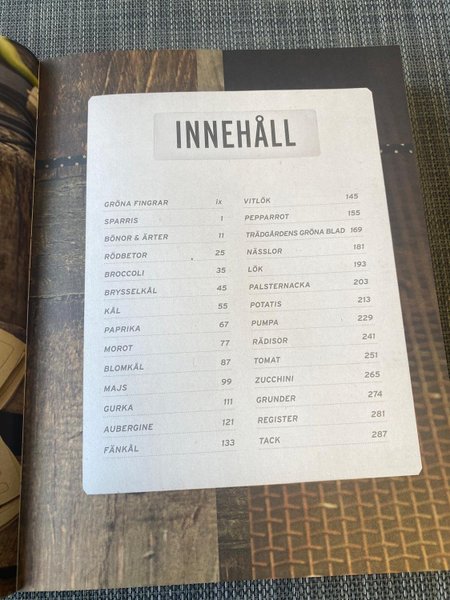 INNEHÅLL
GRÖNA FINGRAR ix
SPARRIS 1
BÖNOR & ÄRTER 11
RÖDBETOR 25
BROCCOLI 35
BRYSSELKÅL 45
KÅL 55
PAPRIKA 67
MOROT 77
BLOMKÅL 87
MAJS 99
GURKA 111
AUBERGINE 121
FÄNKÅL 133
VITLÖK 145
PEPPARROT 155
TRÄDGÅRDENS GRÖNA BLAD 169
NÄSSLOR 181
LÖK 193
PALSTERNACKA 203
POTATIS 213
PUMPA 229
RÄDISOR 241
TOMAT 251
ZUCCHINI 265
GRUNDER 274
REGISTER 281
TACK 287